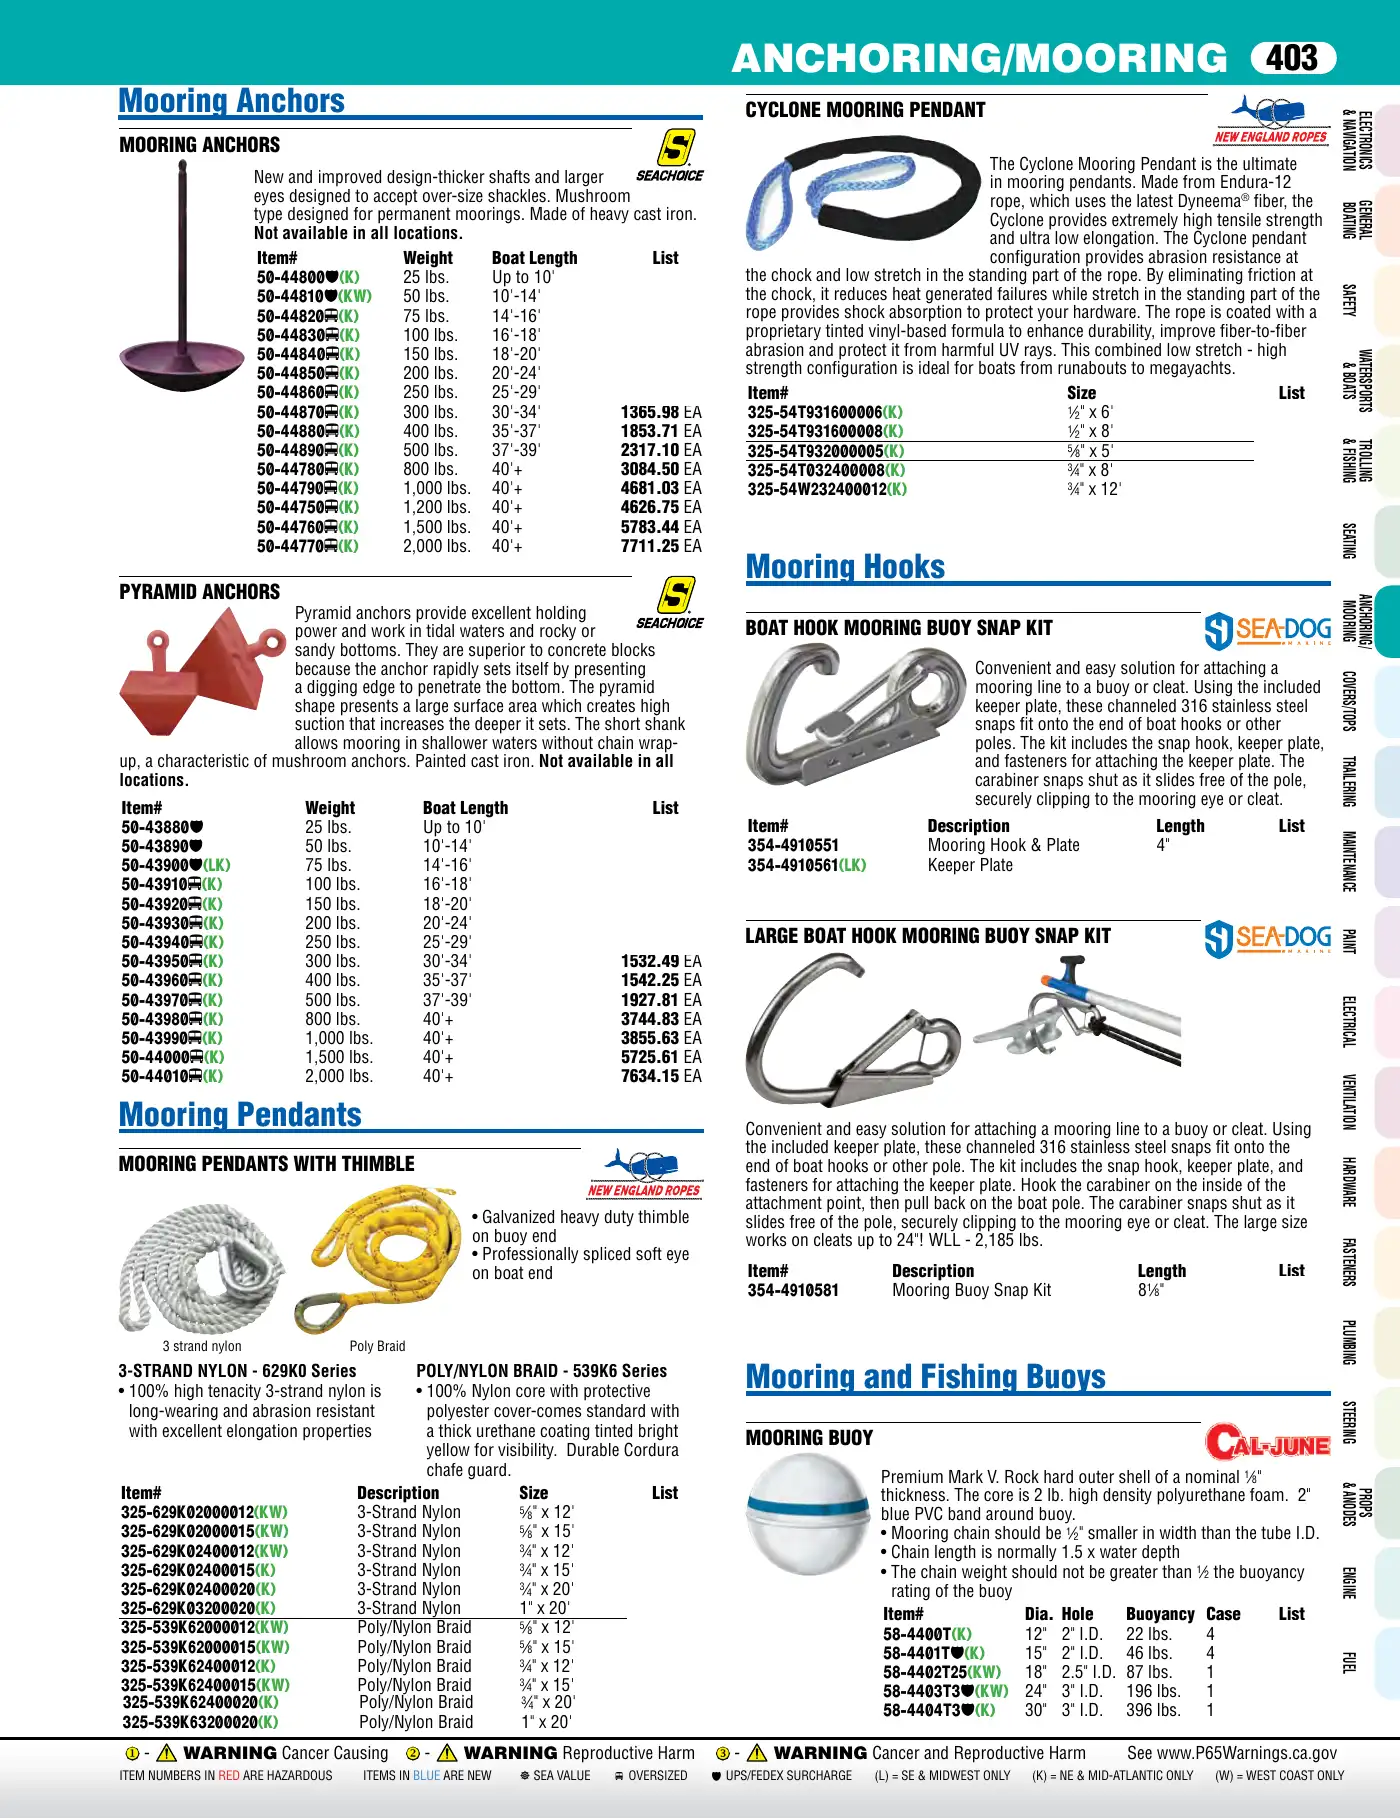 ANCHORING/MOORING 403
Mooring Anchors
MOORING ANCHORS
SEACHOICE
New and improved design-thicker shafts and larger
eyes designed to accept over-size shackles. Mushroom
type designed for permanent moorings. Made of heavy cast iron.
Not available in all locations.
Item# Weight Boat Length List
50-44800(K) 25 lbs. Up to 10'
50-44810(KW) 50 lbs. 10'-14'
50-44820(K) 75 lbs. 14'-16'
50-44830(K) 100 lbs. 16'-18'
50-44840(K) 150 lbs. 18'-20'
50-44850(K) 200 lbs. 20'-24'
50-44860(K) 250 lbs. 25'-29'
50-44870(K) 300 lbs. 30'-34' 1365.98 EA
50-44880(K) 400 lbs. 35'-37' 1853.71 EA
50-44890(K) 500 lbs. 37'-39' 2317.10 EA
50-44780(K) 800 lbs. 40'+ 3084.50 EA
50-44790(K) 1,000 lbs. 40'+ 4681.03 EA
50-44750(K) 1,200 lbs. 40'+ 4626.75 EA
50-44760(K) 1,500 lbs. 40'+ 5783.44 EA
50-44770(K) 2,000 lbs. 40'+ 7711.25 EA
PYRAMID ANCHORS
SEACHOICE
Pyramid anchors provide excellent holding
power and work in tidal waters and rocky or
sandy bottoms. They are superior to concrete blocks
because the anchor rapidly sets itself by presenting
a digging edge to penetrate the bottom. The pyramid
shape presents a large surface area which creates high
suction that increases the deeper it sets. The short shank
allows mooring in shallower waters without chain wrap-
up, a characteristic of mushroom anchors. Painted cast iron. Not available in all
locations.
Item# Weight Boat Length List
50-43880 25 lbs. Up to 10'
50-43890 50 lbs. 10'-14'
50-43900(LK) 75 lbs. 14'-16'
50-43910(K) 100 lbs. 16'-18'
50-43920(K) 150 lbs. 18'-20'
50-43930(K) 200 lbs. 20'-24'
50-43940(K) 250 lbs. 25'-29'
50-43950(K) 300 lbs. 30'-34' 1532.49 EA
50-43960(K) 400 lbs. 35'-37' 1542.25 EA
50-43970(K) 500 lbs. 37'-39' 1927.81 EA
50-43980(K) 800 lbs. 40'+ 3744.83 EA
50-43990(K) 1,000 lbs. 40'+ 3855.63 EA
50-44000(K) 1,500 lbs. 40'+ 5725.61 EA
50-44010(K) 2,000 lbs. 40'+ 7634.15 EA
Mooring Pendants
MOORING PENDANTS WITH THIMBLE
NEW ENGLAND ROPES
• Galvanized heavy duty thimble
on buoy end
• Professionally spliced soft eye
on boat end
3 strand nylon Poly Braid
3-STRAND NYLON - 629K0 Series
• 100% high tenacity 3-strand nylon is
long-wearing and abrasion resistant
with excellent elongation properties
POLY/NYLON BRAID - 539K6 Series
• 100% Nylon core with protective
polyester cover-comes standard with
a thick urethane coating tinted bright
yellow for visibility. Durable Cordura
chafe guard.
Item# Description Size List
325-629K02000012(KW) 3-Strand Nylon ⅝" x 12'
325-629K02000015(KW) 3-Strand Nylon ⅝" x 15'
325-629K02400012(KW) 3-Strand Nylon ¾" x 12'
325-629K02400015(K) 3-Strand Nylon ¾" x 15'
325-629K02400020(K) 3-Strand Nylon ¾" x 20'
325-629K03200020(K) 3-Strand Nylon 1" x 20'
325-539K62000012(KW) Poly/Nylon Braid ⅝" x 12'
325-539K62000015(KW) Poly/Nylon Braid ⅝" x 15'
325-539K62400012(K) Poly/Nylon Braid ¾" x 12'
325-539K62400015(KW) Poly/Nylon Braid ¾" x 15'
325-539K62400020(K) Poly/Nylon Braid ¾" x 20'
325-539K63200020(K) Poly/Nylon Braid 1" x 20'
CYCLONE MOORING PENDANT
NEW ENGLAND ROPES
The Cyclone Mooring Pendant is the ultimate
in mooring pendants. Made from Endura-12
rope, which uses the latest Dyneema® fiber, the
Cyclone provides extremely high tensile strength
and ultra low elongation. The Cyclone pendant
configuration provides abrasion resistance at
the chock and low stretch in the standing part of the rope. By eliminating friction at
the chock, it reduces heat generated failures while stretch in the standing part of the
rope provides shock absorption to protect your hardware. The rope is coated with a
proprietary tinted vinyl-based formula to enhance durability, improve fiber-to-fiber
abrasion and protect it from harmful UV rays. This combined low stretch - high
strength configuration is ideal for boats from runabouts to megayachts.
Item# Size List
325-54T931600006(K) ½" x 6'
325-54T931600008(K) ½" x 8'
325-54T932000005(K) ⅝" x 5'
325-54T032400008(K) ¾" x 8'
325-54W232400012(K) ¾" x 12'
Mooring Hooks
BOAT HOOK MOORING BUOY SNAP KIT
SEA-DOG
MARINE
Convenient and easy solution for attaching a
mooring line to a buoy or cleat. Using the included
keeper plate, these channeled 316 stainless steel
snaps fit onto the end of boat hooks or other
poles. The kit includes the snap hook, keeper plate,
and fasteners for attaching the keeper plate. The
carabiner snaps shut as it slides free of the pole,
securely clipping to the mooring eye or cleat.
Item# Description Length List
354-4910551 Mooring Hook & Plate 4"
354-4910561(LK) Keeper Plate
LARGE BOAT HOOK MOORING BUOY SNAP KIT
SEA-DOG
MARINE
Convenient and easy solution for attaching a mooring line to a buoy or cleat. Using
the included keeper plate, these channeled 316 stainless steel snaps fit onto the
end of boat hooks or other pole. The kit includes the snap hook, keeper plate, and
fasteners for attaching the keeper plate. Hook the carabiner on the inside of the
attachment point, then pull back on the boat pole. The carabiner snaps shut as it
slides free of the pole, securely clipping to the mooring eye or cleat. The large size
works on cleats up to 24"! WLL - 2,185 lbs.
Item# Description Length List
354-4910581 Mooring Buoy Snap Kit 8⅛"
Mooring and Fishing Buoys
MOORING BUOY
CAL-JUNE
Premium Mark V. Rock hard outer shell of a nominal ⅛"
thickness. The core is 2 lb. high density polyurethane foam. 2"
blue PVC band around buoy.
• Mooring chain should be ½" smaller in width than the tube I.D.
• Chain length is normally 1.5 x water depth
• The chain weight should not be greater than ½ the buoyancy
rating of the buoy
Item# Dia. Hole Buoyancy Case List
58-4400T(K) 12" 2" I.D. 22 lbs. 4
58-4401T(K) 15" 2" I.D. 46 lbs. 4
58-4402T25(KW) 18" 2.5" I.D. 87 lbs. 1
58-4403T3(KW) 24" 3" I.D. 196 lbs. 1
58-4404T3(K) 30" 3" I.D. 396 lbs. 1
ELECTRONICS
& NAVIGATION
GENERAL
BOATING
SAFETY
WATERSPORTS
& BOATS
TROLLING
& FISHING
SEATING
ANCHORING/
MOORING
COVERS/TOPS
TRAILERING
MAINTENANCE
PAINT
ELECTRICAL
VENTILATION
HARDWARE
FASTENERS
PLUMBING
STEERING
PROPS
& ANODES
ENGINE
FUEL
1 - WARNING Cancer Causing 2 - WARNING Reproductive Harm 3 - WARNING Cancer and Reproductive Harm See www.P65Warnings.ca.gov
ITEM NUMBERS IN RED ARE HAZARDOUS ITEMS IN BLUE ARE NEW SEA VALUE OVERSIZED UPS/FEDEX SURCHARGE (L) = SE & MIDWEST ONLY (K) = NE & MID-ATLANTIC ONLY (W) = WEST COAST ONLY